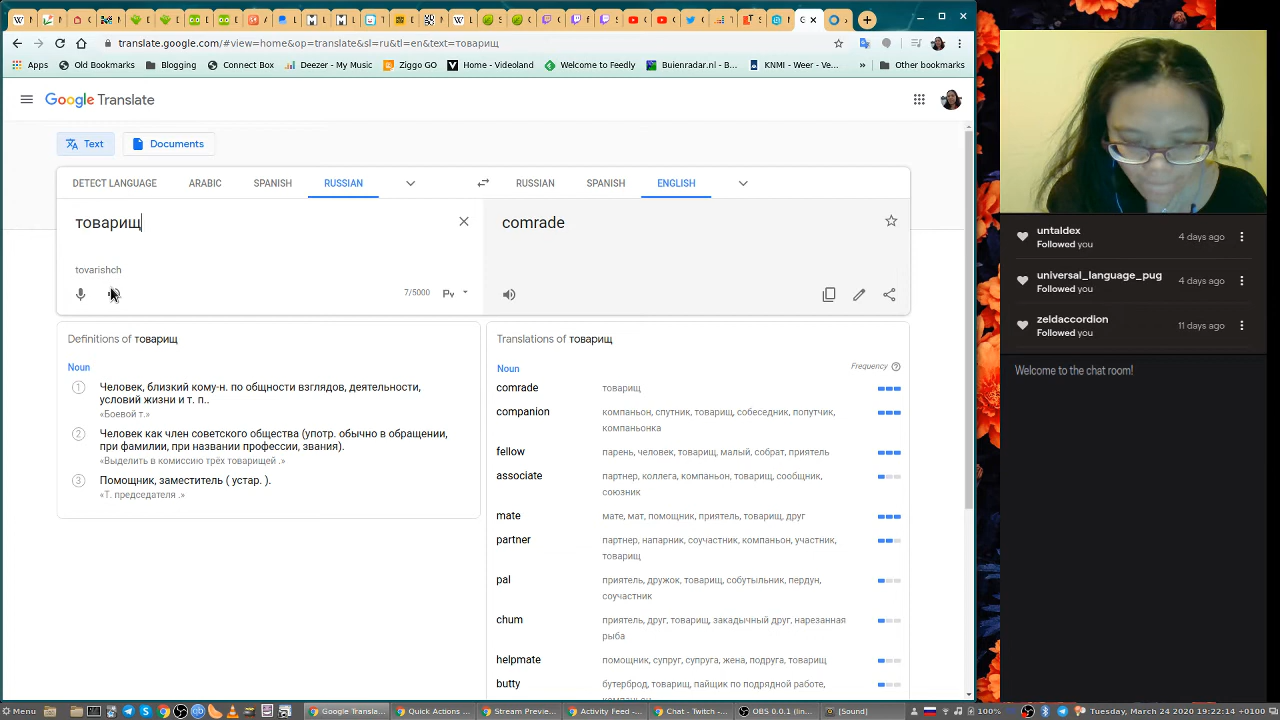 translate.google.com/#view=home&op=translate&sl=ru&tl=en&text=товарищ
Apps Old Bookmarks Blogging Connect Box Deezer - My Music Ziggo GO Home - Videoland Welcome to Feedly Buienradar.nl - B... KNMI - Weer - Ve... » Other bookmarks
Google Translate
Text Documents
DETECT LANGUAGE ARABIC SPANISH RUSSIAN RUSSIAN SPANISH ENGLISH
товарищ
comrade
tovarishch
7/5000
Definitions of товарищ
Noun
1 Человек, близкий кому-н. по общности взглядов, деятельности,
условий жизни и т. п..
«Боевой т.»
2 Человек как член советского общества (употр. обычно в обращении,
при фамилии, при названии профессии, звания).
«Выделить в комиссию трёх товарищей .»
3 Помощник, заместитель ( устар. ).
«Т. председателя .»
Translations of товарищ
Noun Frequency
comrade товарищ
companion компаньон, спутник, товарищ, собеседник, попутчик,
компаньонка
fellow парень, человек, товарищ, малый, собрат, приятель
associate партнер, коллега, компаньон, товарищ, сообщник,
союзник
mate мате, мат, помощник, приятель, товарищ, друг
partner партнер, напарник, соучастник, компаньон, участник,
товарищ
pal приятель, дружок, товарищ, собутыльник, пердун,
соучастник
chum приятель, друг, товарищ, закадычный друг, нарезанная
рыба
helpmate помощник, супруг, супруга, жена, подруга, товарищ
butty бутерброд, товарищ, пайщик по подрядной работе,
компаньон
untaldex
Followed you
4 days ago
universal_language_pug
Followed you
4 days ago
zeldaccordion
Followed you
11 days ago
Welcome to the chat room!
Menu Google Transla... Quick Actions ... Stream Previe... Activity Feed -... Chat - Twitch -... OBS 0.0.1 (lin... [Sound] 100% Tuesday, March 24 2020, 19:22:14 +0100